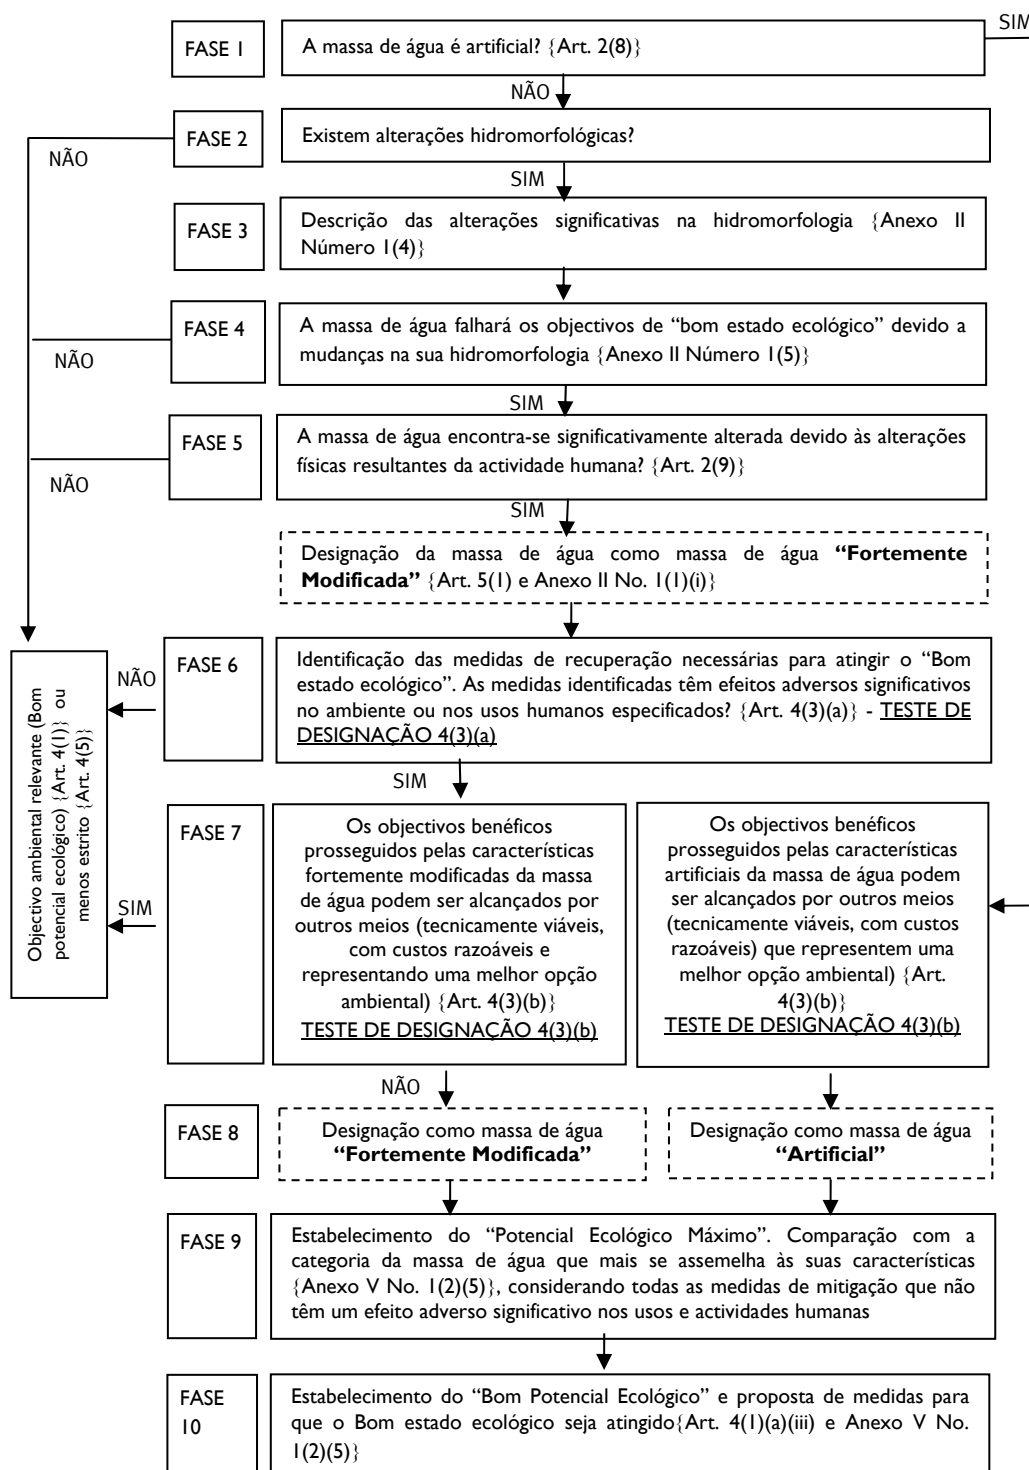 SIM
FASE 1
A massa de água é artificial? {Art. 2(8)}
NÃO
FASE 2
Existem alterações hidromorfológicas?
NÃO
SIM
FASE 3
Descrição das alterações significativas na hidromorfologia {Anexo II
Número 1(4)}
FASE 4
A massa de água falhará os objectivos de “bom estado ecológico” devido a
mudanças na sua hidromorfologia {Anexo II Número 1(5)}
NÃO
SIM
FASE 5
A massa de água encontra-se significativamente alterada devido às alterações
físicas resultantes da actividade humana? {Art. 2(9)}
NÃO
SIM
Designação da massa de água como massa de água “Fortemente
Modificada” {Art. 5(1) e Anexo II No. 1(1)(i)}
Objectivo ambiental relevante (Bom
potencial ecológico) {Art. 4(1)} ou
menos estrito {Art. 4(5)}
NÃO
FASE 6
Identificação das medidas de recuperação necessárias para atingir o “Bom
estado ecológico”. As medidas identificadas têm efeitos adversos significativos
no ambiente ou nos usos humanos especificados? {Art. 4(3)(a)} - TESTE DE
DESIGNAÇÃO 4(3)(a)
SIM
SIM
FASE 7
Os objectivos benéficos
prosseguidos pelas características
fortemente modificadas da massa
de água podem ser alcançados por
outros meios (tecnicamente viáveis,
com custos razoáveis e
representando uma melhor opção
ambiental) {Art. 4(3)(b)}
TESTE DE DESIGNAÇÃO 4(3)(b)
Os objectivos benéficos
prosseguidos pelas características
artificiais da massa de água podem
ser alcançados por outros meios
(tecnicamente viáveis, com custos
razoáveis) que representem uma
melhor opção ambiental) {Art.
4(3)(b)}
TESTE DE DESIGNAÇÃO 4(3)(b)
NÃO
FASE 8
Designação como massa de água
“Fortemente Modificada”
Designação como massa de água
“Artificial”
FASE 9
Estabelecimento do “Potencial Ecológico Máximo”. Comparação com a
categoria da massa de água que mais se assemelha às suas características
{Anexo V No. 1(2)(5)}, considerando todas as medidas de mitigação que não
têm um efeito adverso significativo nos usos e actividades humanas
FASE
10
Estabelecimento do “Bom Potencial Ecológico” e proposta de medidas para
que o Bom estado ecológico seja atingido{Art. 4(1)(a)(iii) e Anexo V No.
1(2)(5)}